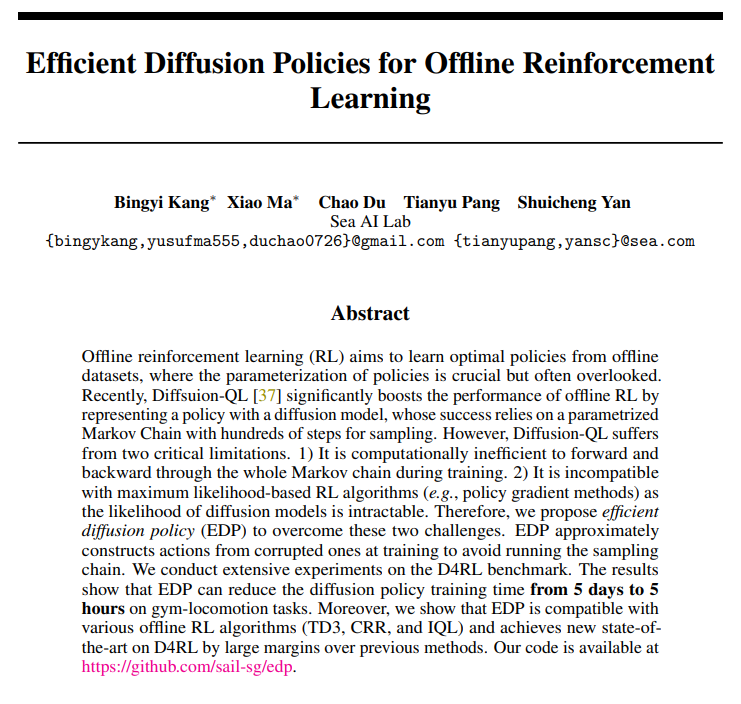 Efficient Diffusion Policies for Offline Reinforcement
Learning
Bingyi Kang* Xiao Ma* Chao Du Tianyu Pang Shuicheng Yan
Sea AI Lab
{bingykang,yusufma555,duchao0726}@gmail.com {tianyupang,yansc}@sea.com
Abstract
Offline reinforcement learning (RL) aims to learn optimal policies from offline
datasets, where the parameterization of policies is crucial but often overlooked.
Recently, Diffsuion-QL [37] significantly boosts the performance of offline RL by
representing a policy with a diffusion model, whose success relies on a parametrized
Markov Chain with hundreds of steps for sampling. However, Diffusion-QL suffers
from two critical limitations. 1) It is computationally inefficient to forward and
backward through the whole Markov chain during training. 2) It is incompatible
with maximum likelihood-based RL algorithms (e.g., policy gradient methods) as
the likelihood of diffusion models is intractable. Therefore, we propose efficient
diffusion policy (EDP) to overcome these two challenges. EDP approximately
constructs actions from corrupted ones at training to avoid running the sampling
chain. We conduct extensive experiments on the D4RL benchmark. The results
show that EDP can reduce the diffusion policy training time from 5 days to 5
hours on gym-locomotion tasks. Moreover, we show that EDP is compatible with
various offline RL algorithms (TD3, CRR, and IQL) and achieves new state-of-
the-art on D4RL by large margins over previous methods. Our code is available at
https://github.com/sail-sg/edp.